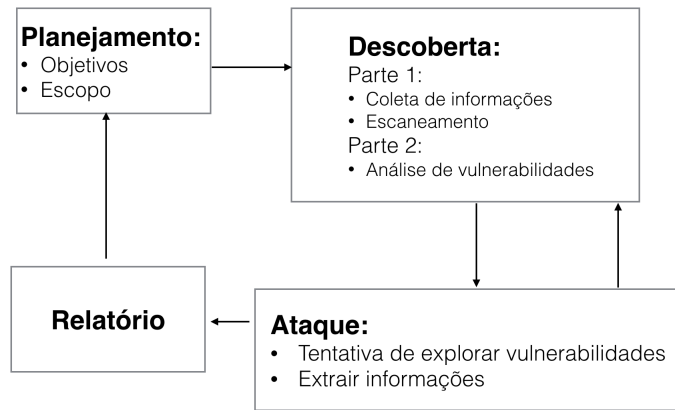 Planejamento:
• Objetivos
• Escopo
Descoberta:
Parte 1:
• Coleta de informações
• Escaneamento
Parte 2:
• Análise de vulnerabilidades
Relatório
Ataque:
• Tentativa de explorar vulnerabilidades
• Extrair informações